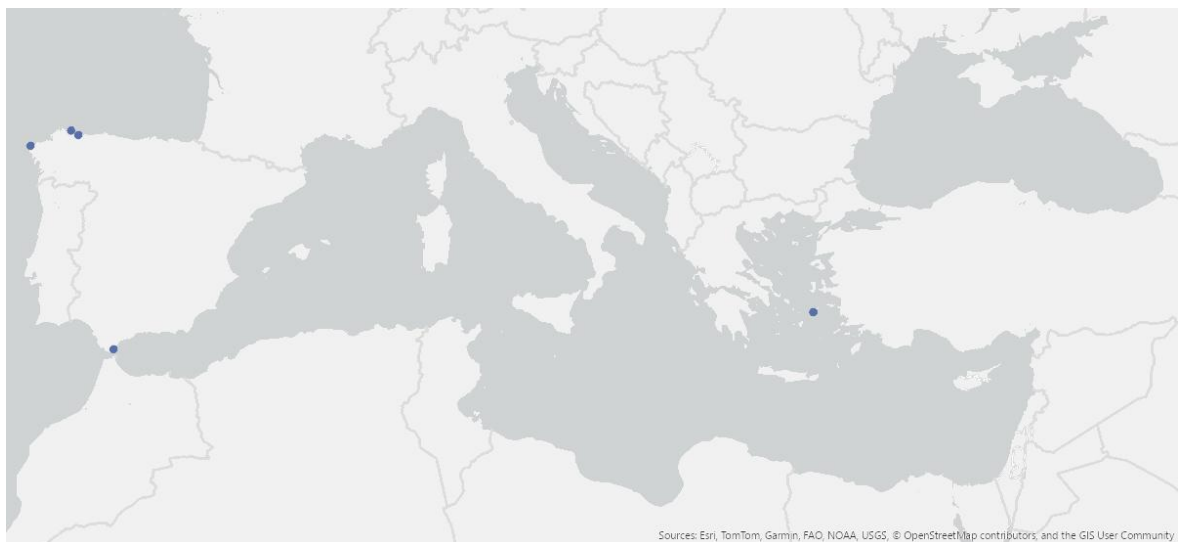 Sources: Esri, TomTom, Garmin, FAO, NOAA, USGS, © OpenStreetMap contributors, and the GIS User Community